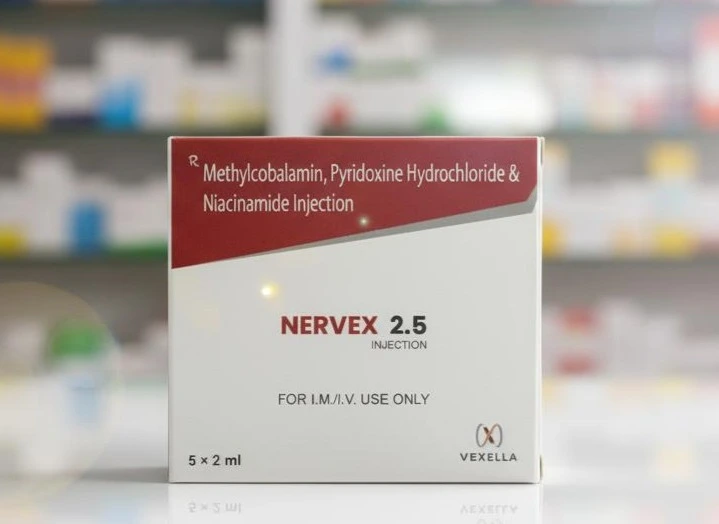 ℞ Methylcobalamin, Pyridoxine Hydrochloride &
Niacinamide Injection
NERVEX 2.5
INJECTION
FOR I.M./I.V. USE ONLY
5 × 2 ml
VEXELLA